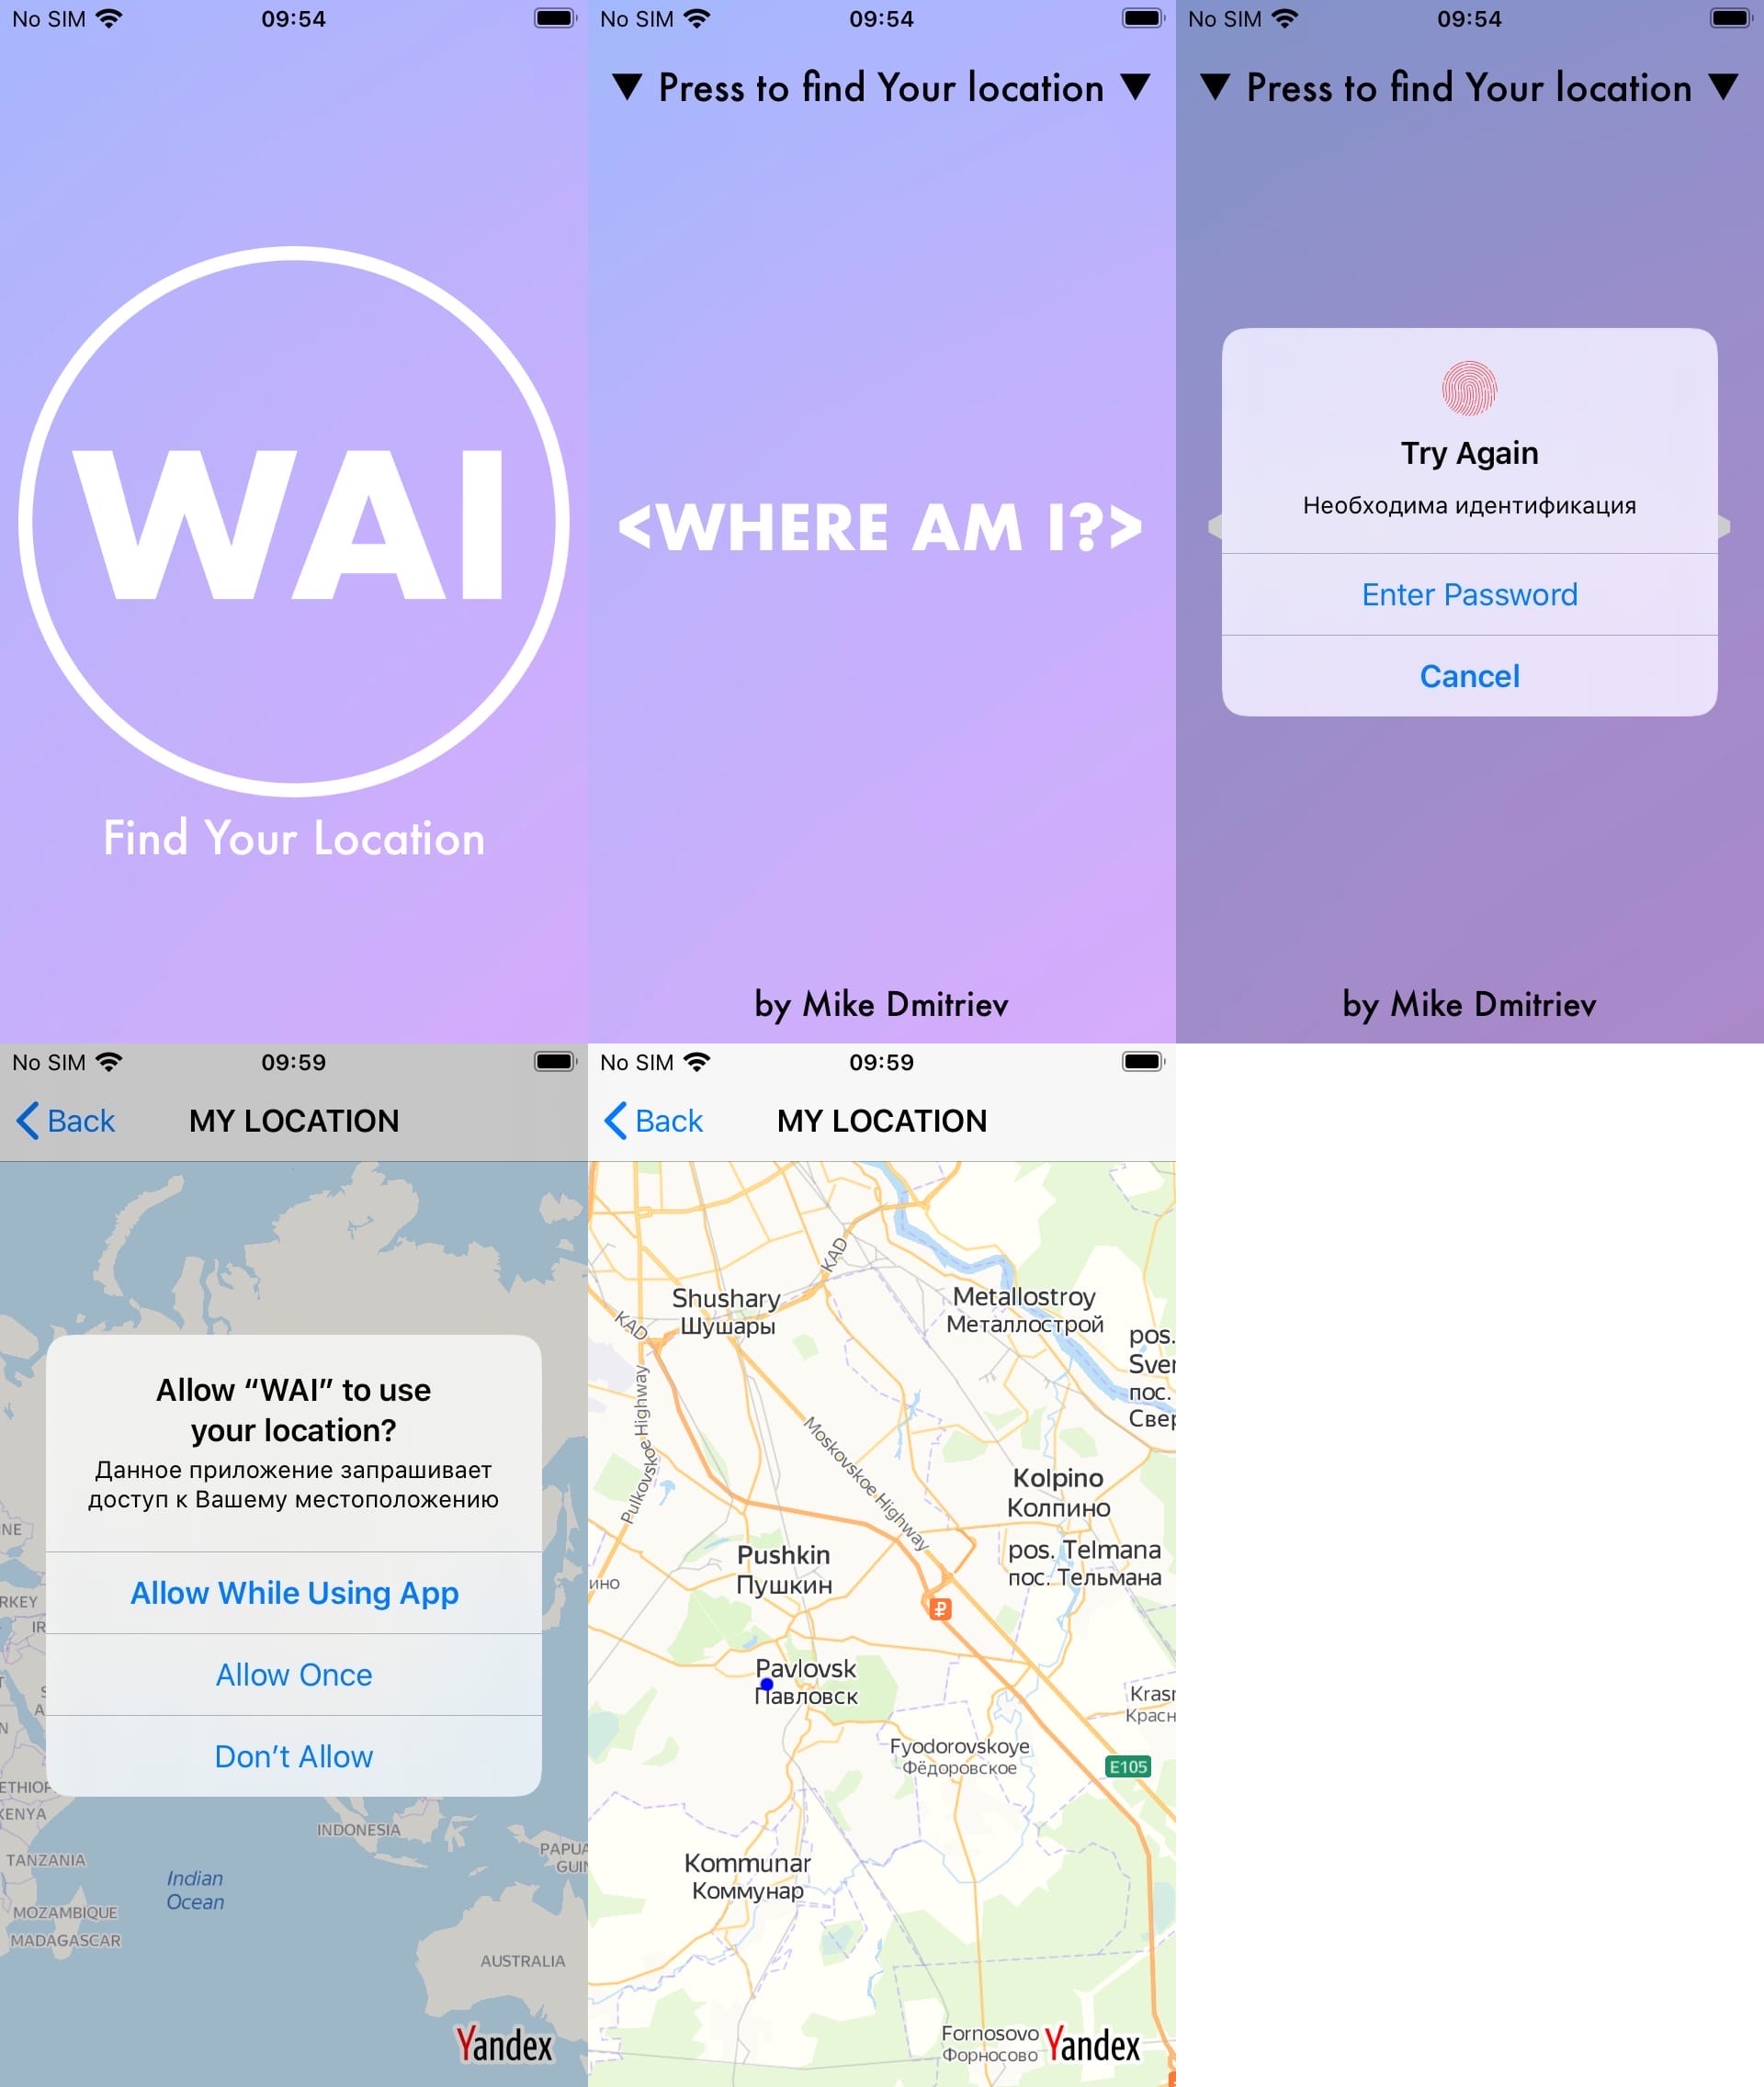 No SIM 09:54
WAI
Find Your Location
No SIM 09:54
▼ Press to find Your location ▼
<WHERE AM I?>
by Mike Dmitriev
No SIM 09:54
▼ Press to find Your location ▼
Try Again
Необходима идентификация
Enter Password
Cancel
by Mike Dmitriev
No SIM 09:59
Back MY LOCATION
Allow “WAI” to use
your location?
Данное приложение запрашивает
доступ к Вашему местоположению
Allow While Using App
Allow Once
Don’t Allow
NE
RKEY
IR
ETHIOP
KENYA
INDONESIA
TANZANIA
PAPUA
GUIN
Indian
Ocean
MOZAMBIQUE
MADAGASCAR
AUSTRALIA
Yandex
No SIM 09:59
Back MY LOCATION
KAD
Shushary
Шушары
Metallostroy
Металлострой
KAD
pos.
Sver
пос.
Свер
Pulkovskoe Highway
Moskovskoe Highway
Kolpino
Колпино
Pushkin
Пушкин
pos. Telmana
пос. Тельмана
ино
₽
Pavlovsk
Павловск
Krasn
Красн
Fyodorovskoye
Фёдоровское
E105
Kommunar
Коммунар
Fornosovo
Форносово
Yandex